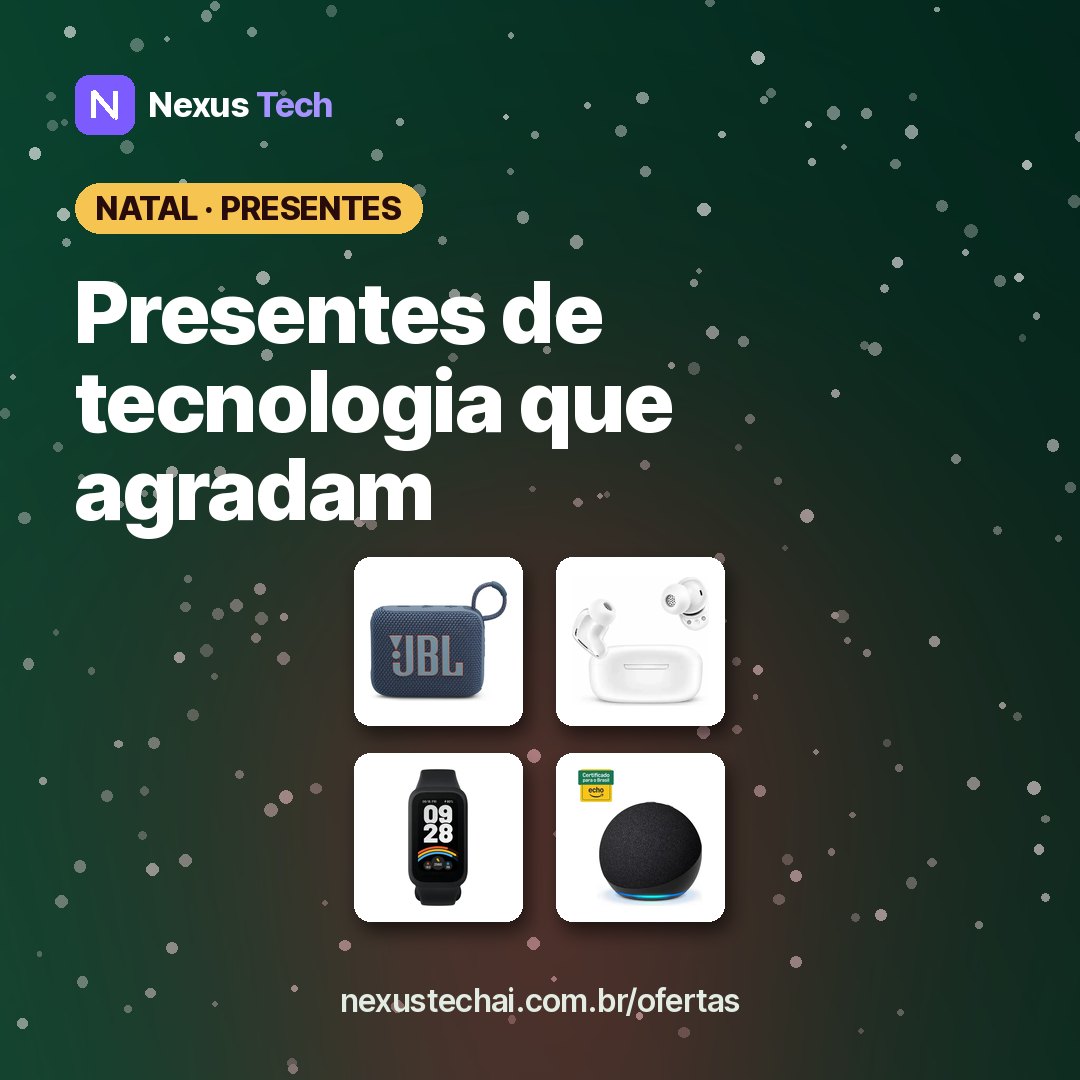 N
Nexus Tech
NATAL · PRESENTES
Presentes de
tecnologia que
agradam
JBL
09
28
Certificado
para o Brasil
echo
nexustechai.com.br/ofertas